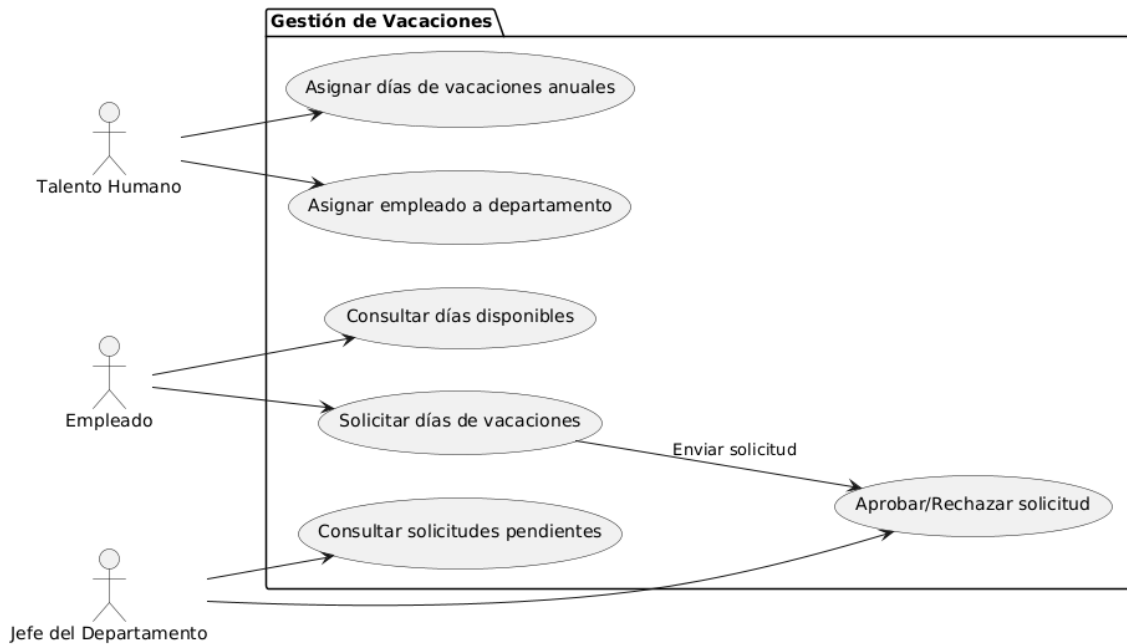 Gestión de Vacaciones
Asignar días de vacaciones anuales
Talento Humano
Asignar empleado a departamento
Consultar días disponibles
Empleado
Solicitar días de vacaciones
Enviar solicitud
Aprobar/Rechazar solicitud
Consultar solicitudes pendientes
Jefe del Departamento